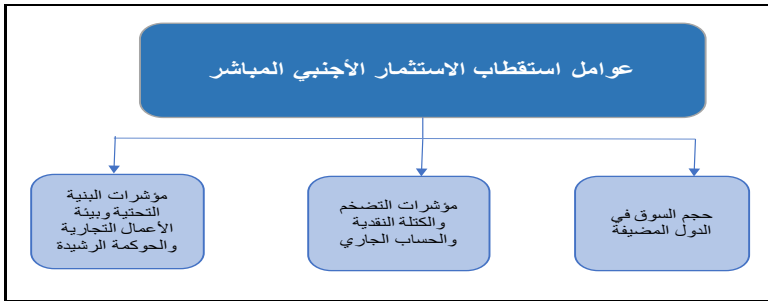 عوامل استقطاب الاستثمار الأجنبي المباشر
حجم السوق في
الدول المضيفة
مؤشرات التضخم
والكتلة النقدية
والحساب الجاري
مؤشرات البنية
التحتية وبيئة
الأعمال التجارية
والحوكمة الرشيدة